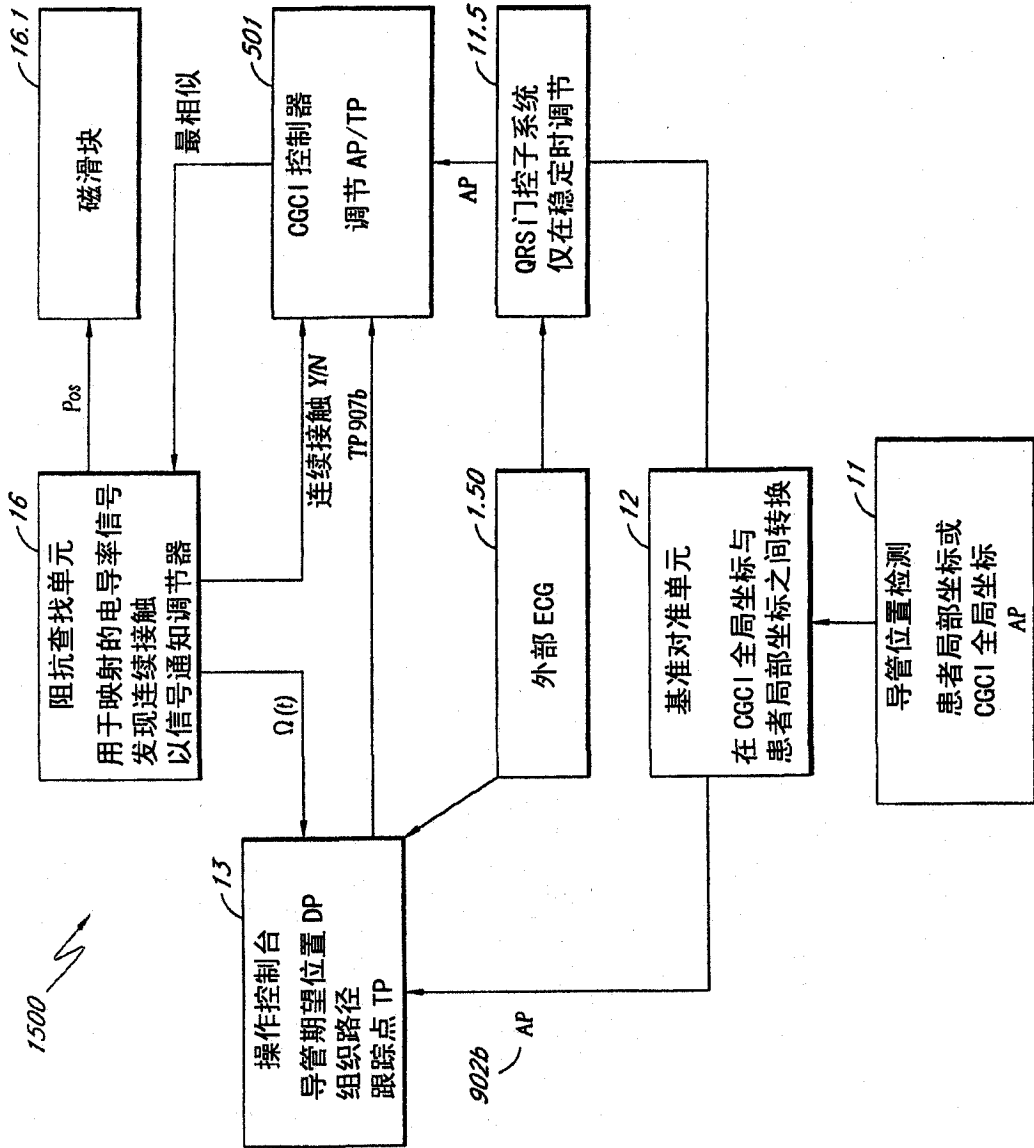 1500
13
操作控制台
导管期望位置 DP
组织路径
跟踪点 TP
902b
AP
16
阻抗查找单元
用于映射的电导率信号
发现连续接触
以信号通知调节器
Ω(t)
Pos
16.1
磁滑块
最相似
连续接触 Y/N
TP 907b
501
CGCI 控制器
调节 AP/TP
AP
1.50
外部 ECG
11.5
QRS门控子系统
仅在稳定时调节
12
基准对准单元
在 CGCI 全局坐标与
患者局部坐标之间转换
11
导管位置检测
患者局部坐标或
CGCI 全局坐标
AP